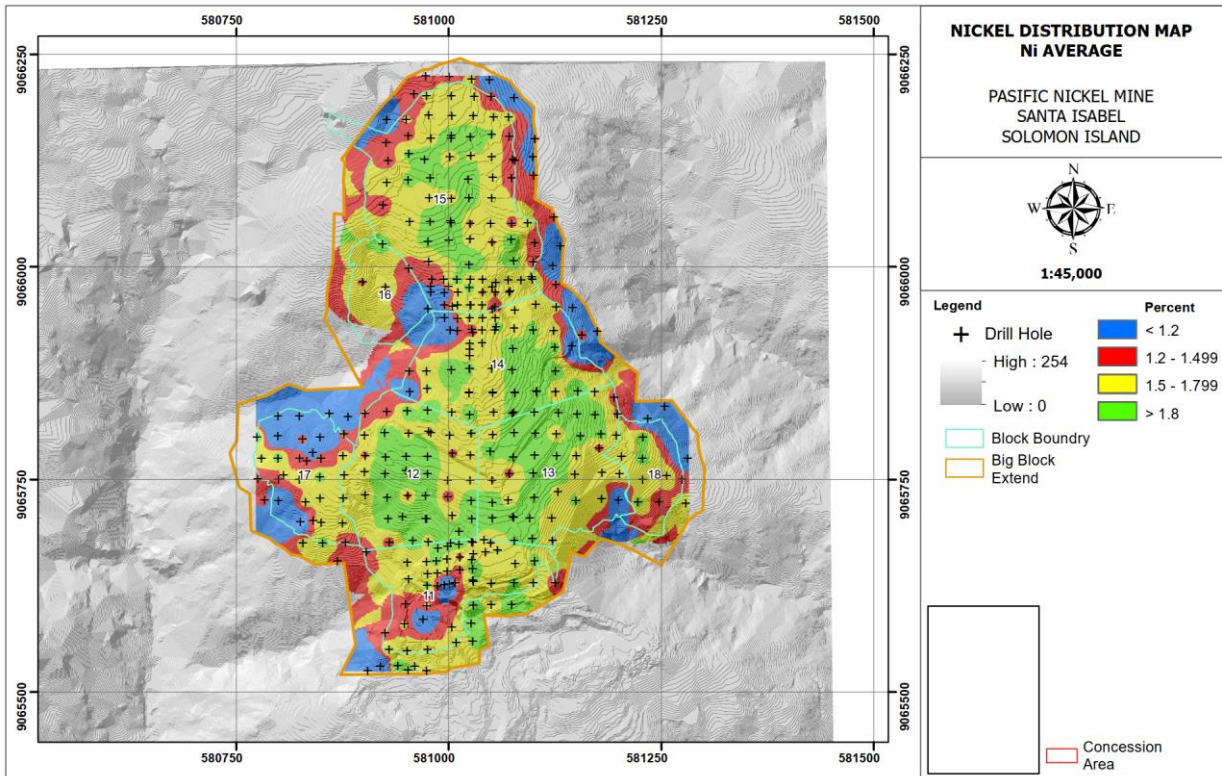 580750 581000 581250 581500
9066250
9066000
9065750
9065500
15
16
14
17
12
13
18
11
9066250
9066000
9065750
9065500
580750 581000 581250 581500
NICKEL DISTRIBUTION MAP
Ni AVERAGE
PASIFIC NICKEL MINE
SANTA ISABEL
SOLOMON ISLAND
N
W E
S
1:45,000
Legend
Drill Hole
High : 254
Low : 0
Block Boundry
Big Block
Extend
Percent
< 1.2
1.2 - 1.499
1.5 - 1.799
> 1.8
Concession
Area